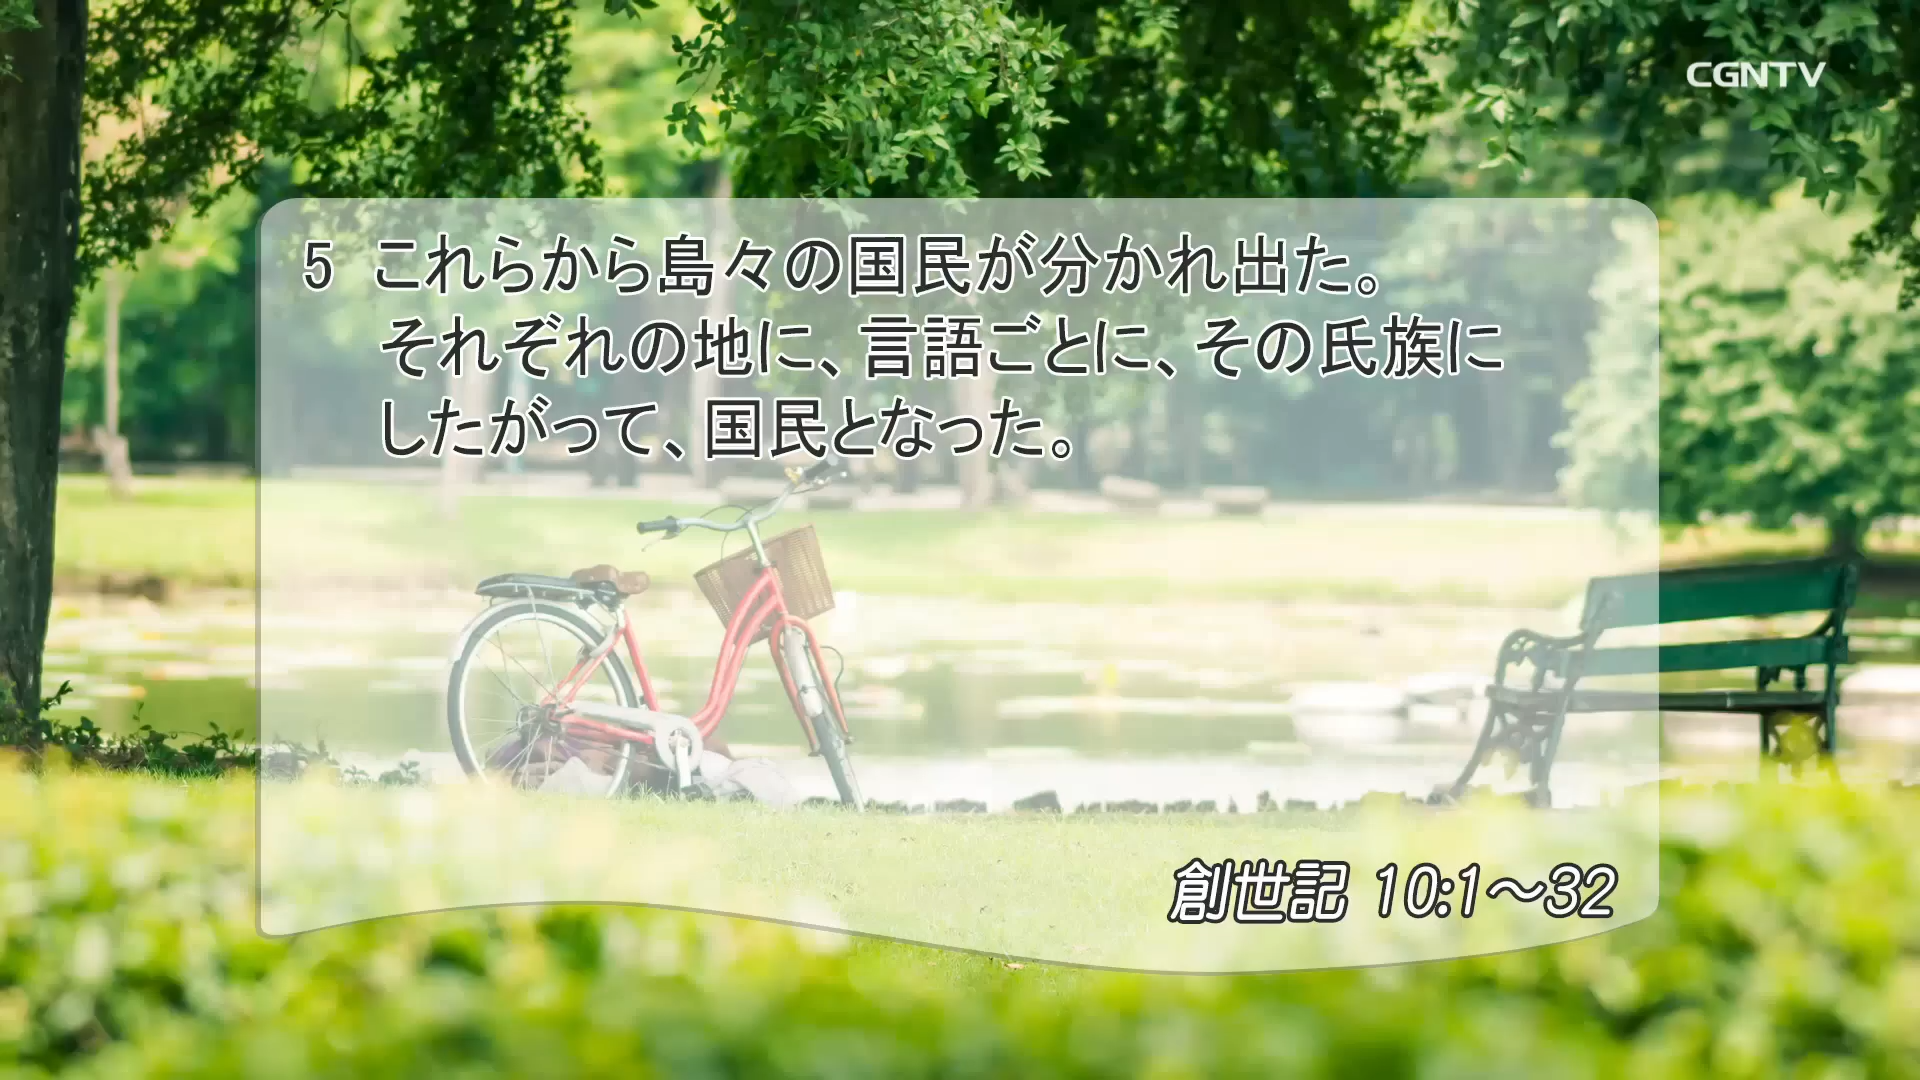 CGNTV
5 これらから島々の国民が分かれ出た。
それぞれの地に、言語ごとに、その氏族に
したがって、国民となった。
創世記 10:1～32